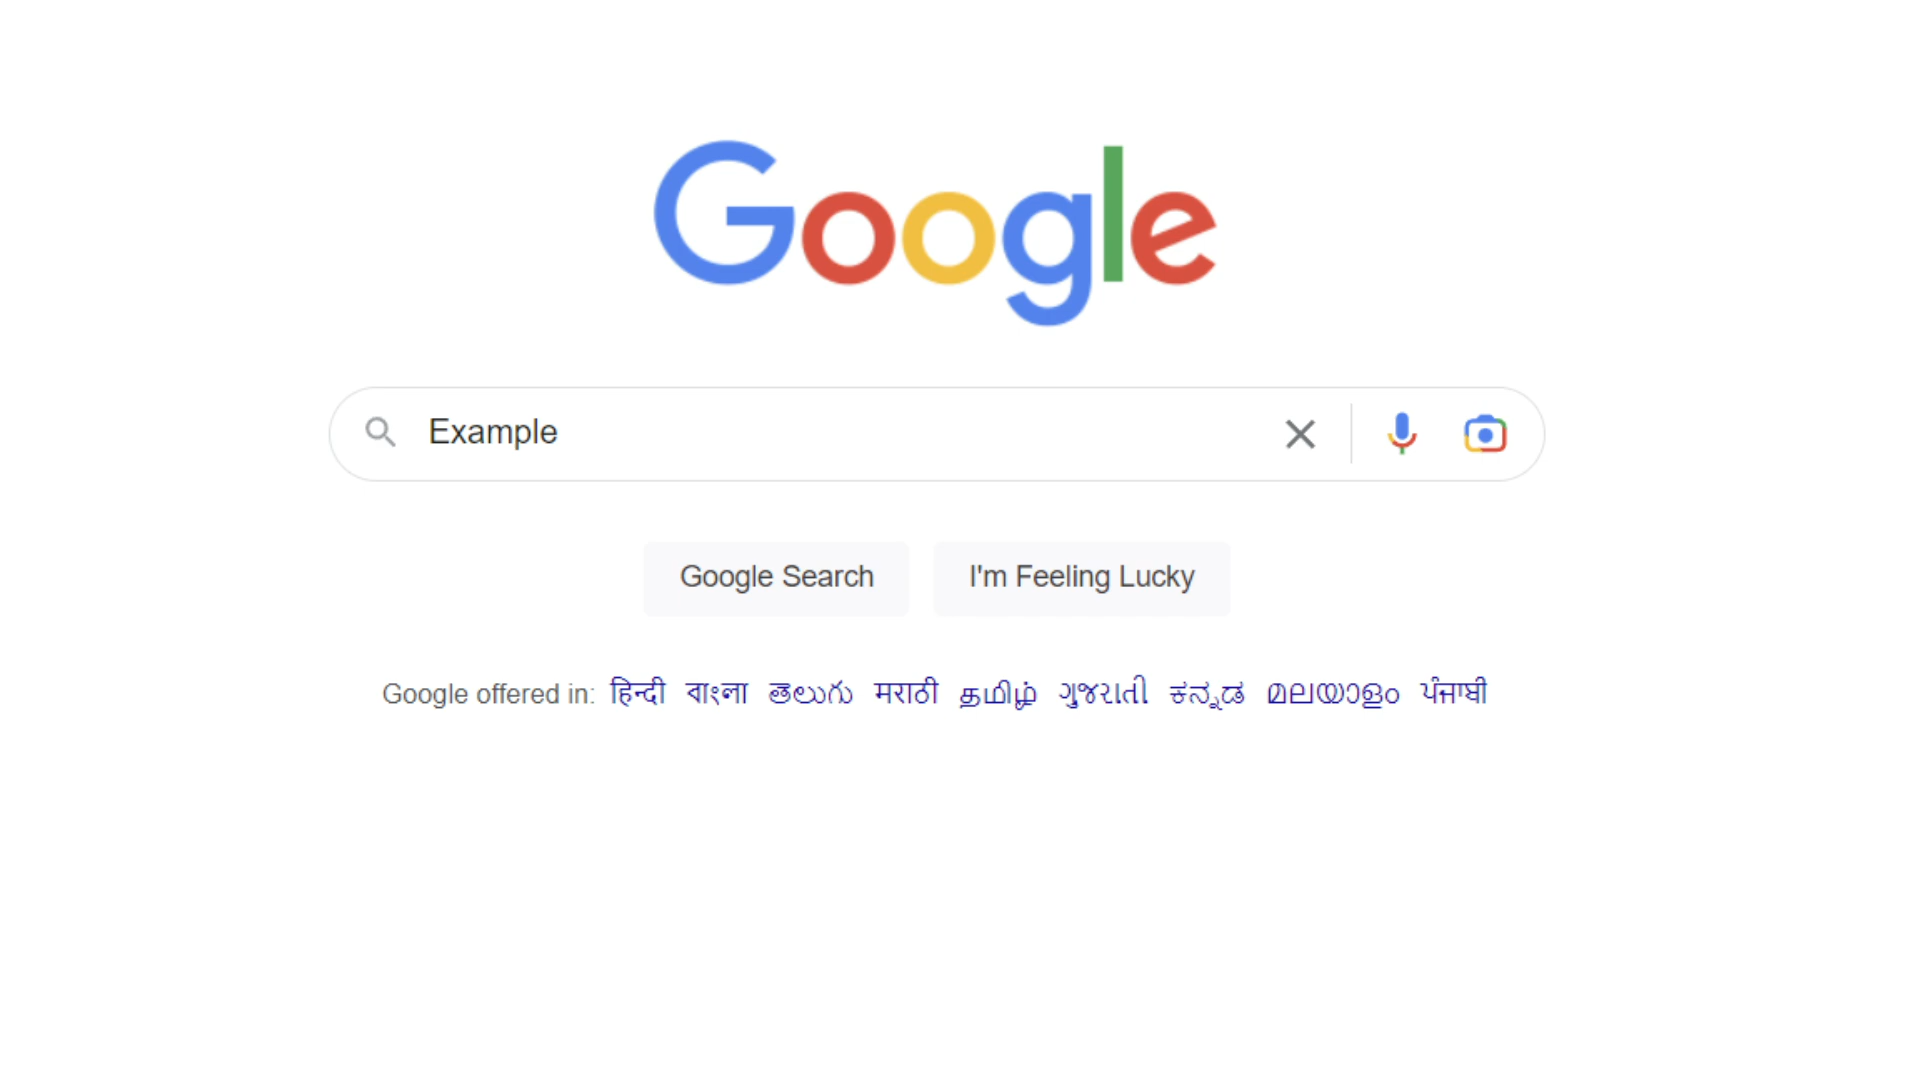 Google
Example
Google Search I'm Feeling Lucky
Google offered in: हिन्दी বাংলা తెలుగు मराठी தமிழ் ગુજરાતી ಕನ್ನಡ മലയാളം ਪੰਜਾਬੀ